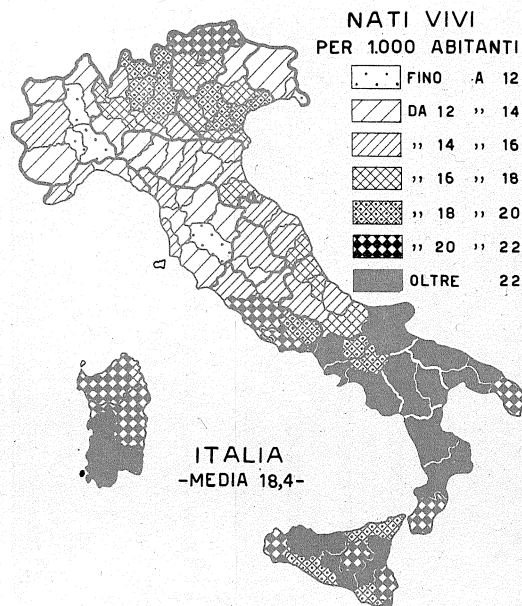 NATI VIVI
PER 1.000 ABITANTI
FINO A 12
DA 12 ,, 14
,, 14 ,, 16
,, 16 ,, 18
,, 18 ,, 20
,, 20 ,, 22
OLTRE 22
ITALIA
-MEDIA 18,4-